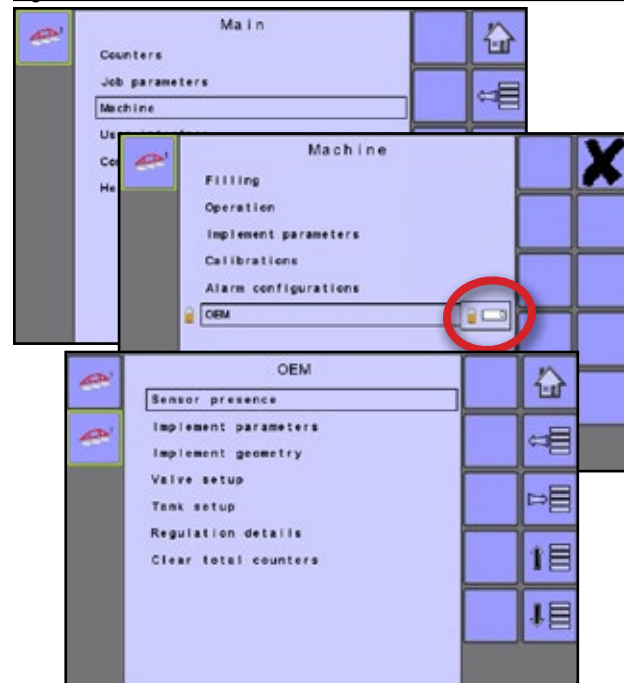 Main
Counters
Job parameters
Machine
Machine
Filling
Operation
Implement parameters
Calibrations
Alarm configurations
OEM
OEM
Sensor presence
Implement parameters
Implement geometry
Valve setup
Tank setup
Regulation details
Clear total counters